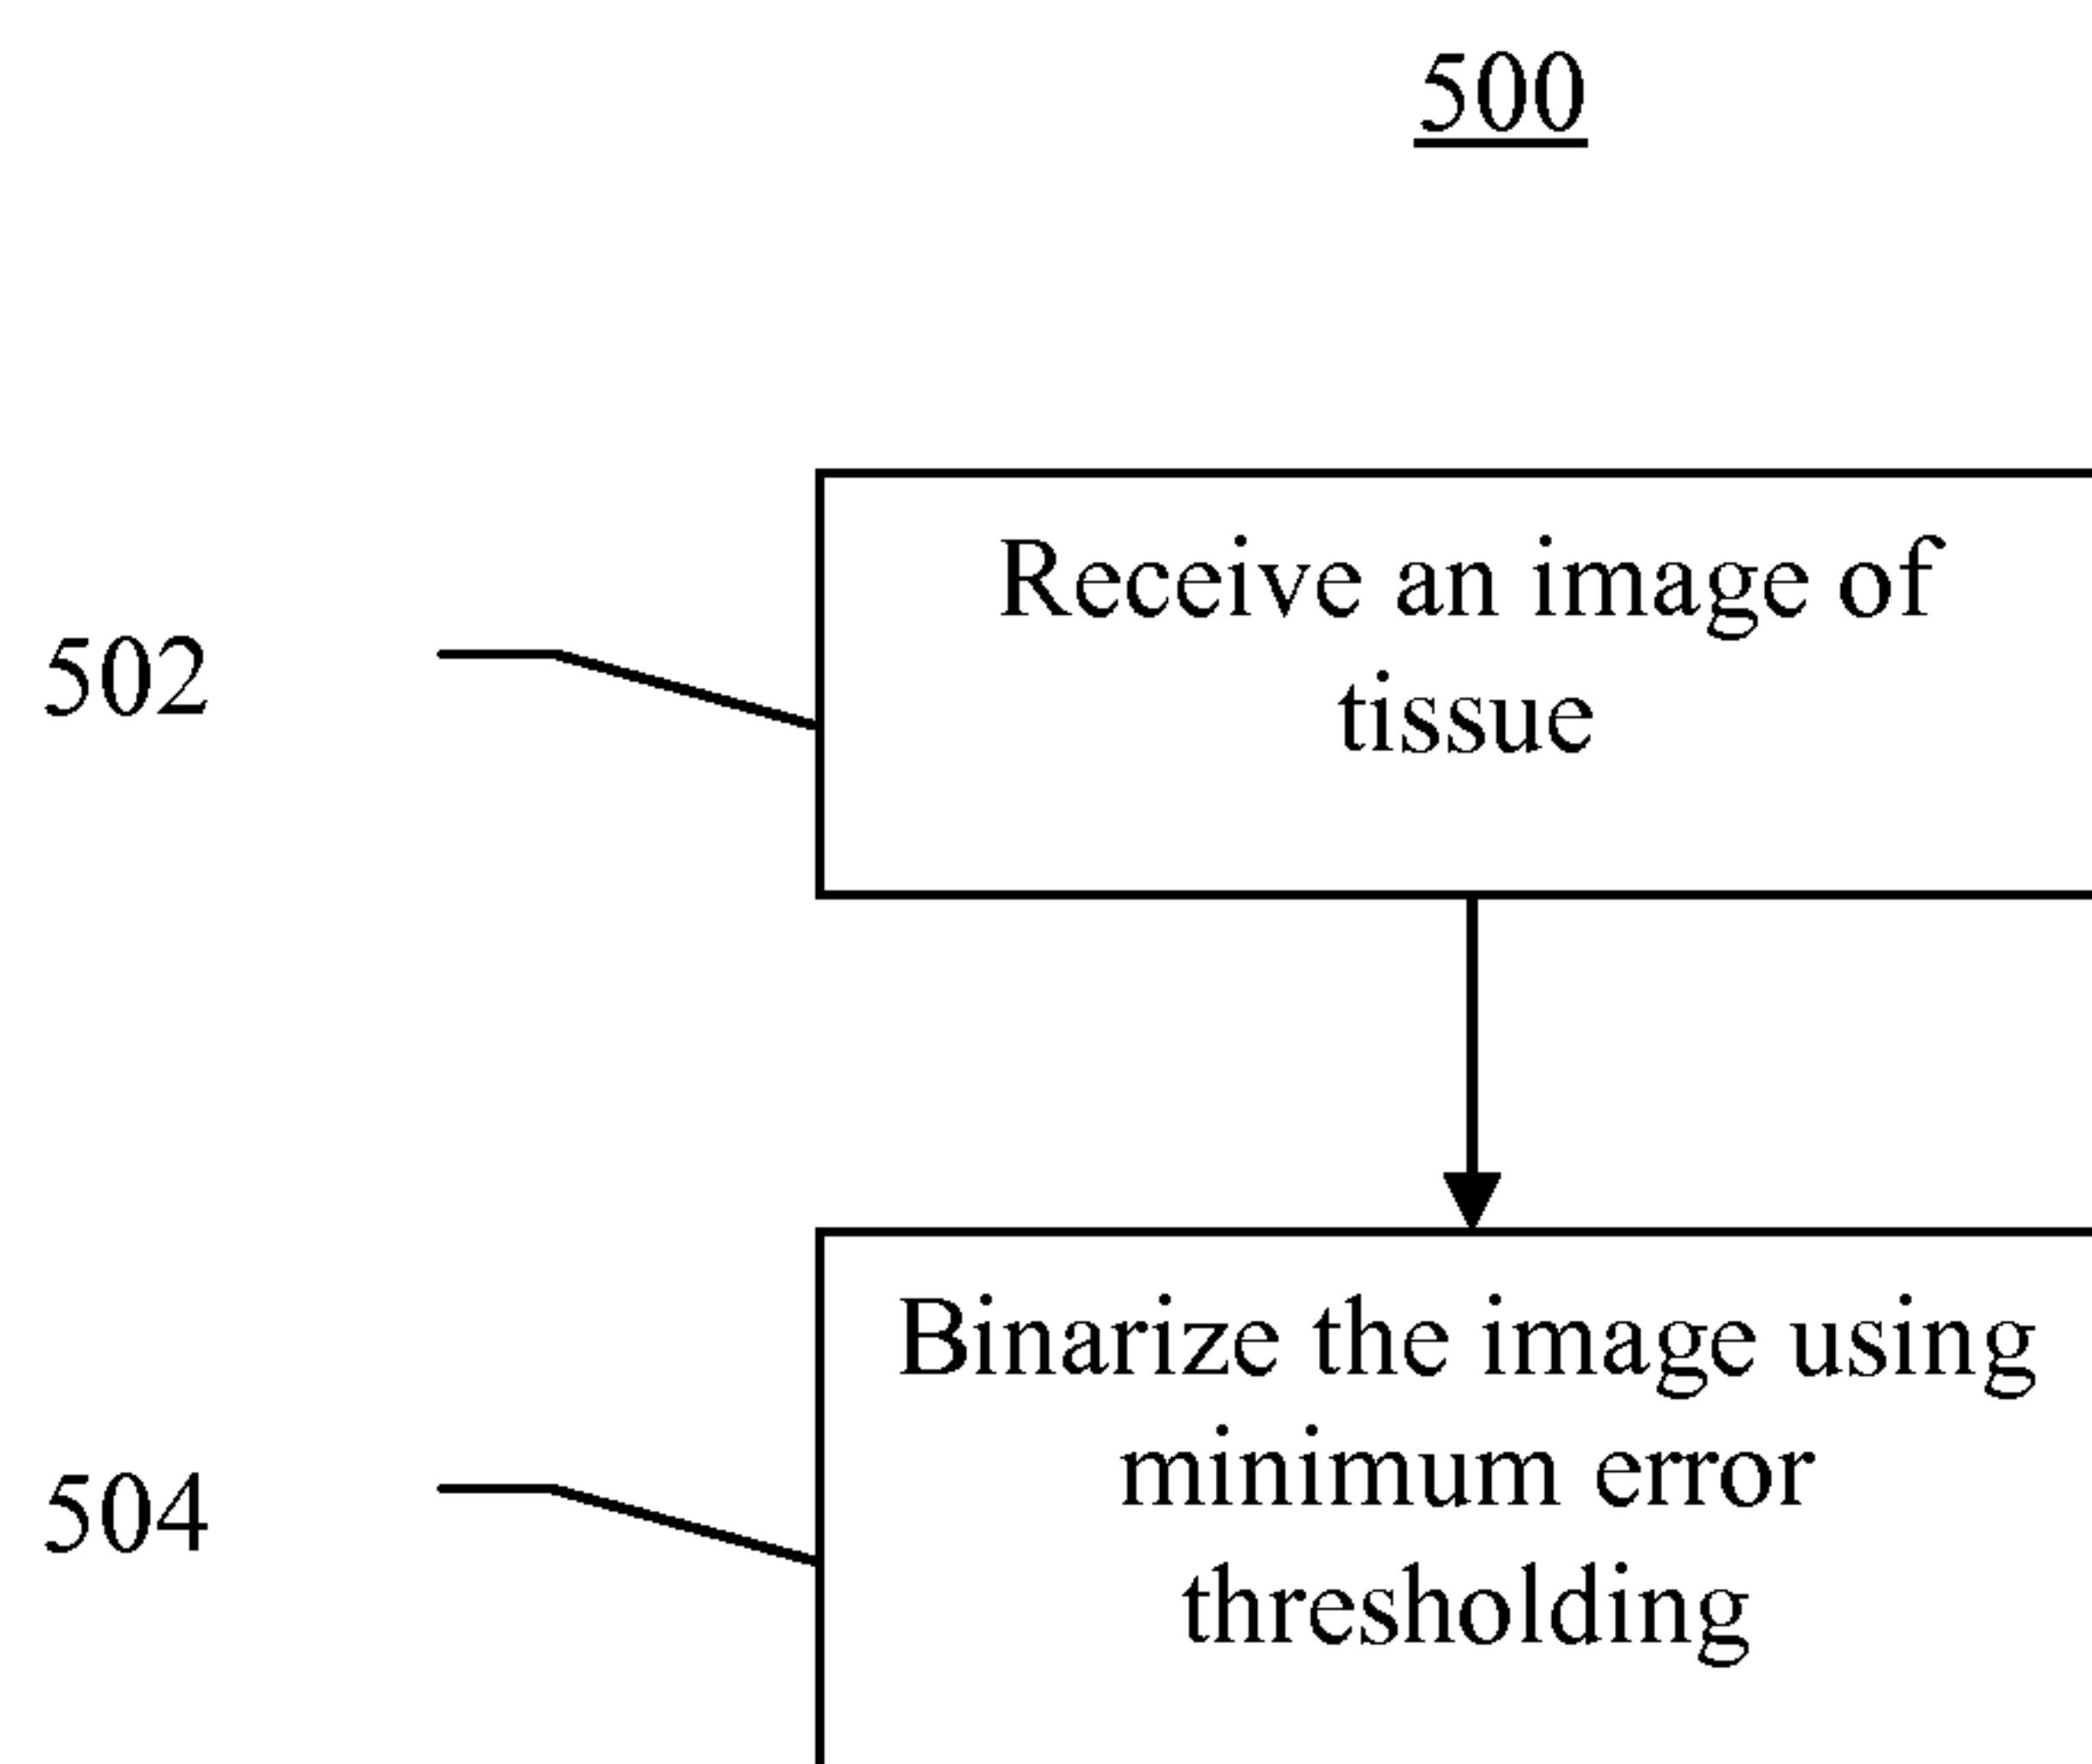 500
502
Receive an image of
tissue
504
Binarize the image using
minimum error
thresholding